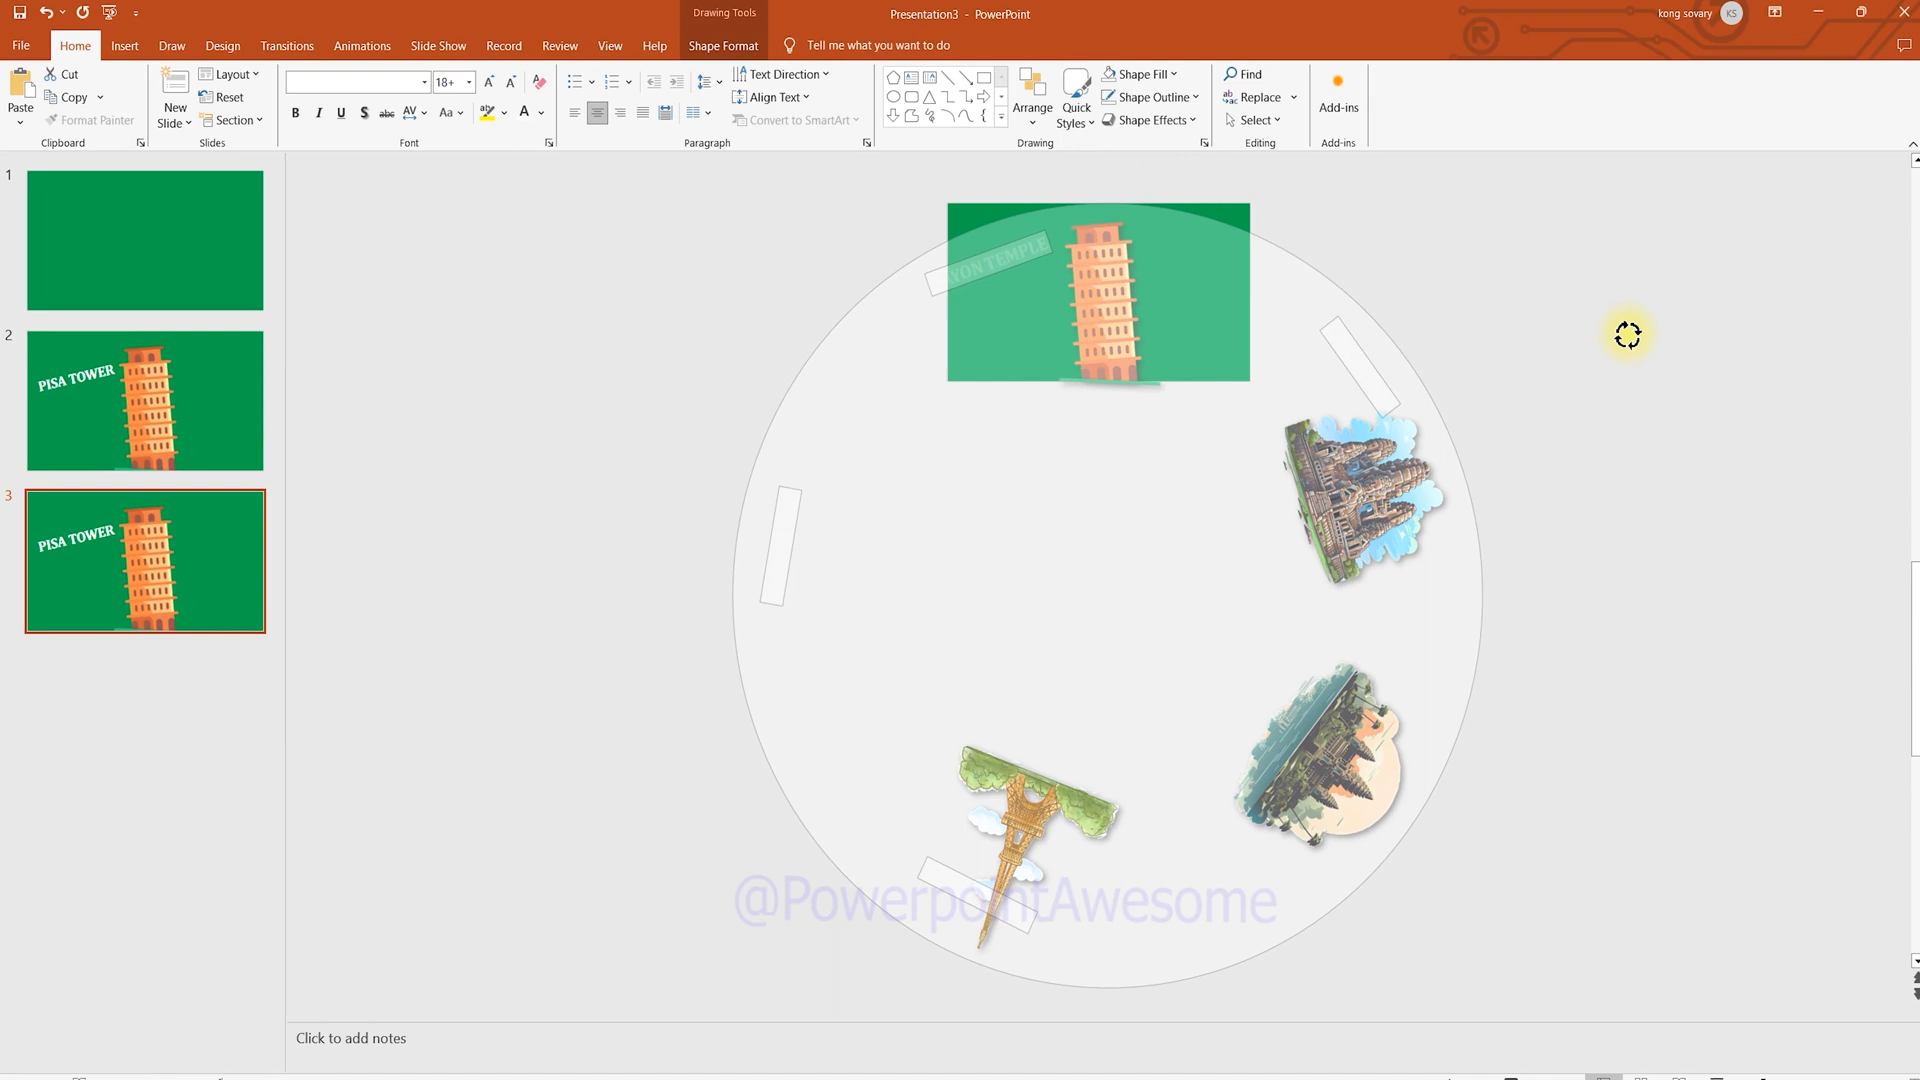 Drawing Tools
Presentation3 - PowerPoint
kong sovary
KS
File
Home
Insert
Draw
Design
Transitions
Animations
Slide Show
Record
Review
View
Help
Shape Format
Tell me what you want to do
Paste
Cut
Copy
Format Painter
Clipboard
New
Slide
Layout
Reset
Section
Slides
18+
Aa
Font
Text Direction
Align Text
Convert to SmartArt
Paragraph
Arrange
Quick
Styles
Shape Fill
Shape Outline
Shape Effects
Drawing
Find
Replace
Select
Editing
Add-ins
Add-ins
1
2
PISA TOWER
3
PISA TOWER
YON TEMPLE
@PowerpointAwesome
Click to add notes